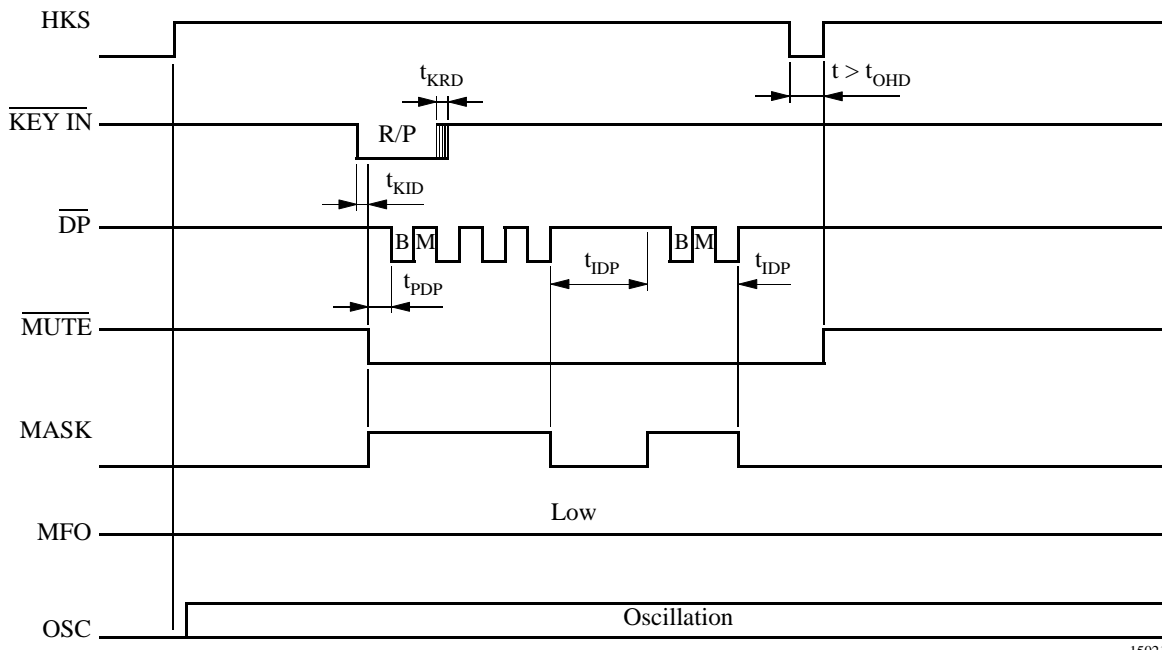 HKS
t > tOHD
tKRD
KEY IN
R/P
tKID
DP
B M
B M
tIDP
tIDP
tPDP
MUTE
MASK
Low
MFO
Oscillation
OSC